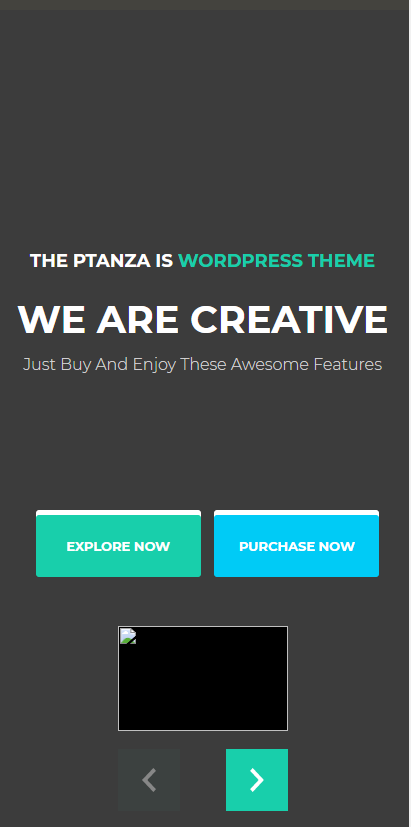 THE PTANZA IS WORDPRESS THEME
WE ARE CREATIVE
Just Buy And Enjoy These Awesome Features
EXPLORE NOW
PURCHASE NOW